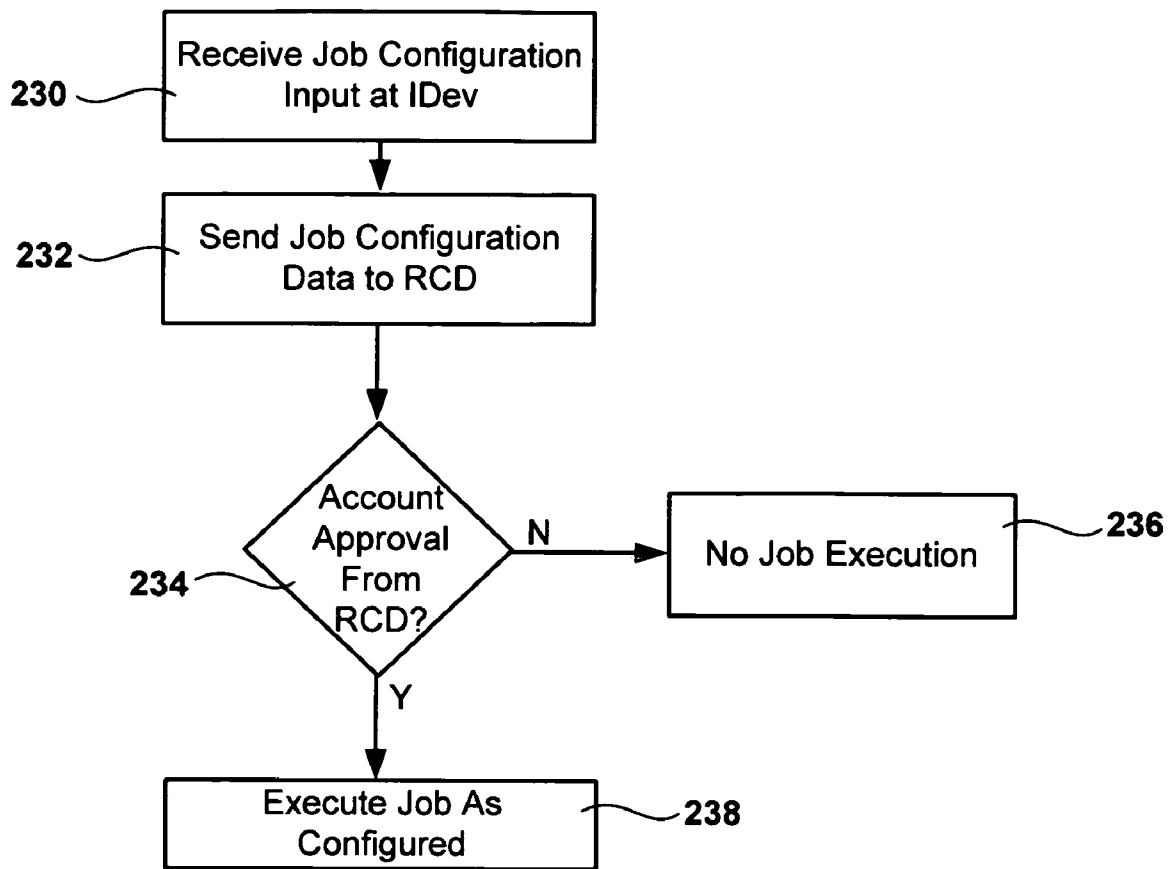 Receive Job Configuration
Input at IDev
230
Send Job Configuration
Data to RCD
232
Account
Approval
From
RCD?
234
N
No Job Execution
236
Y
Execute Job As
Configured
238